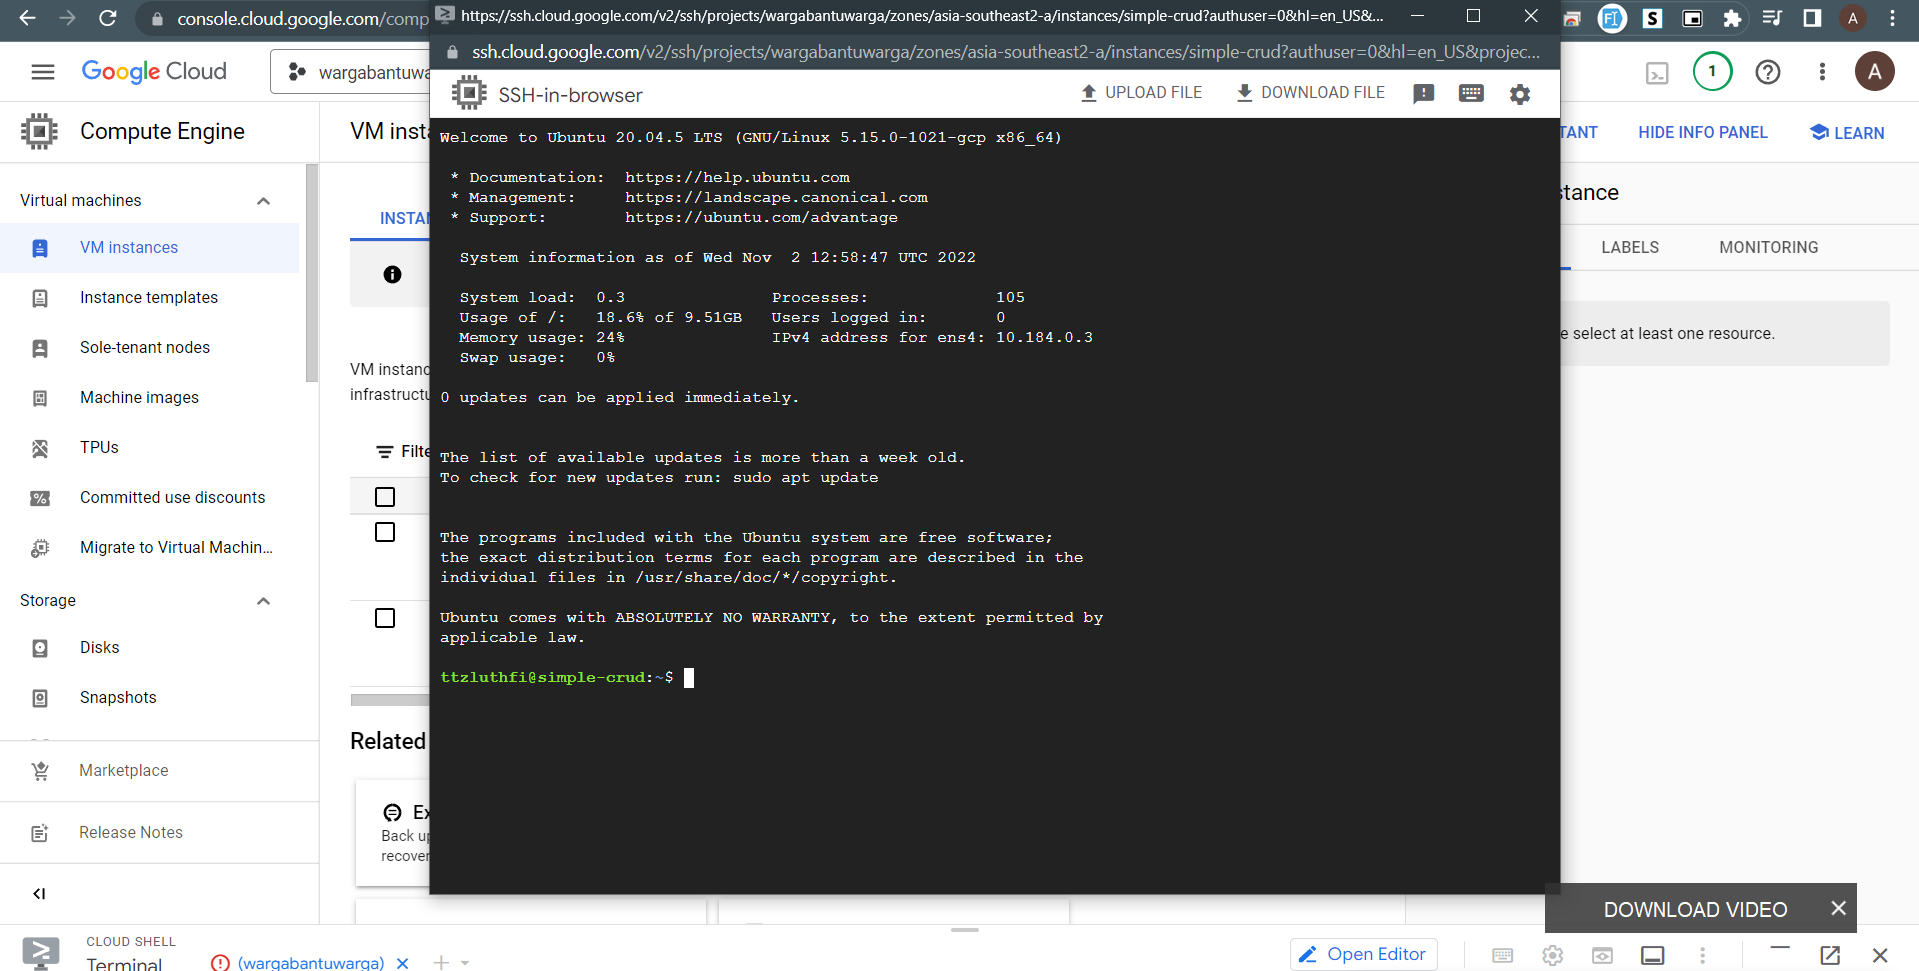 https://ssh.cloud.google.com/v2/ssh/projects/wargabantuwarga/zones/asia-southeast2-a/instances/simple-crud?authuser=0&hl=en_US&...
console.cloud.google.com/comp
ssh.cloud.google.com/v2/ssh/projects/wargabantuwarga/zones/asia-southeast2-a/instances/simple-crud?authuser=0&hl=en_US&projec...
A
Google Cloud
wargabantuwa
SSH-in-browser
UPLOAD FILE
DOWNLOAD FILE
1
A
Compute Engine
VM inst
TANT
HIDE INFO PANEL
LEARN
Virtual machines
VM instances
Instance templates
Sole-tenant nodes
Machine images
TPUs
Committed use discounts
Migrate to Virtual Machin...
Storage
Disks
Snapshots
Marketplace
Release Notes
INSTAN
VM instanc
infrastructu
Filte
Related
Ex
Back up
recover
Welcome to Ubuntu 20.04.5 LTS (GNU/Linux 5.15.0-1021-gcp x86_64)
* Documentation: https://help.ubuntu.com
* Management: https://landscape.canonical.com
* Support: https://ubuntu.com/advantage
System information as of Wed Nov 2 12:58:47 UTC 2022
System load: 0.3 Processes: 105
Usage of /: 18.6% of 9.51GB Users logged in: 0
Memory usage: 24% IPv4 address for ens4: 10.184.0.3
Swap usage: 0%
0 updates can be applied immediately.
The list of available updates is more than a week old.
To check for new updates run: sudo apt update
The programs included with the Ubuntu system are free software;
the exact distribution terms for each program are described in the
individual files in /usr/share/doc/*/copyright.
Ubuntu comes with ABSOLUTELY NO WARRANTY, to the extent permitted by
applicable law.
ttzluthfi@simple-crud:~$
stance
LABELS
MONITORING
e select at least one resource.
DOWNLOAD VIDEO
CLOUD SHELL
Terminal
(wargabantuwarga)
Open Editor